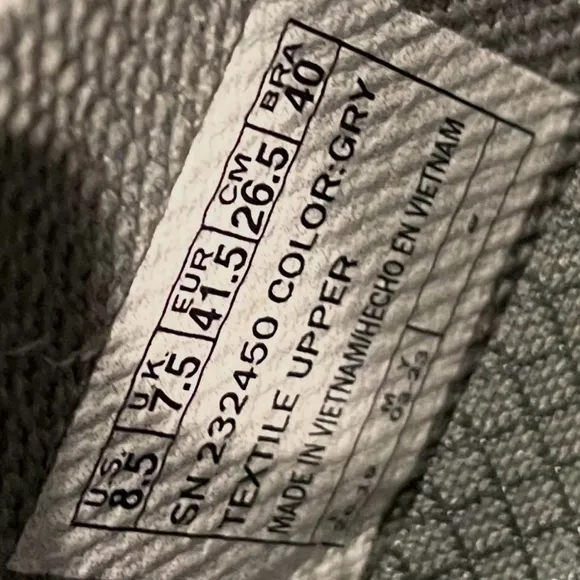 U.S. UK EUR CM BRA
8.5 7.5 41.5 26.5 40
SN 232450 COLOR:GRY
TEXTILE UPPER
MADE IN VIETNAM/HECHO EN VIETNAM
M Y
03